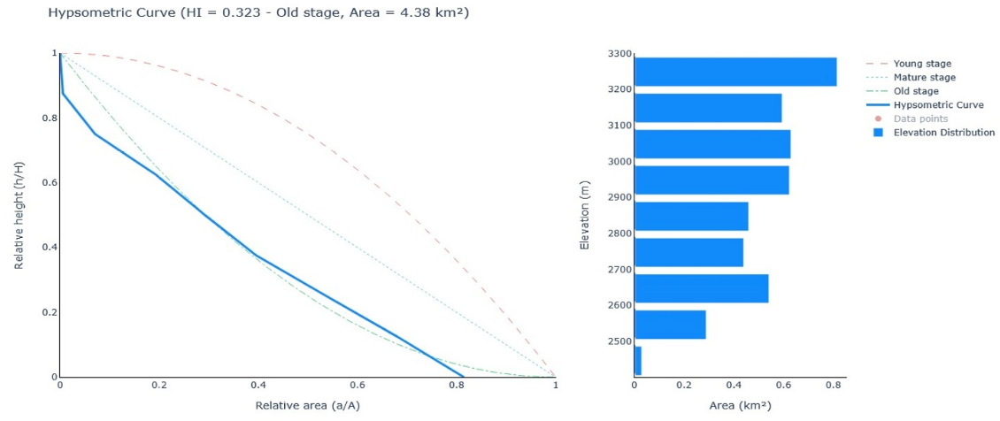 Hypsometric Curve (HI = 0.323 - Old stage, Area = 4.38 km²)
1
0.8
0.6
0.4
0.2
0
0
0.2
0.4
0.6
0.8
1
Relative height (h/H)
Relative area (a/A)
3300
3200
3100
3000
2900
2800
2700
2600
2500
0
0.2
0.4
0.6
0.8
Elevation (m)
Area (km²)
Young stage
Mature stage
Old stage
Hypsometric Curve
Data points
Elevation Distribution